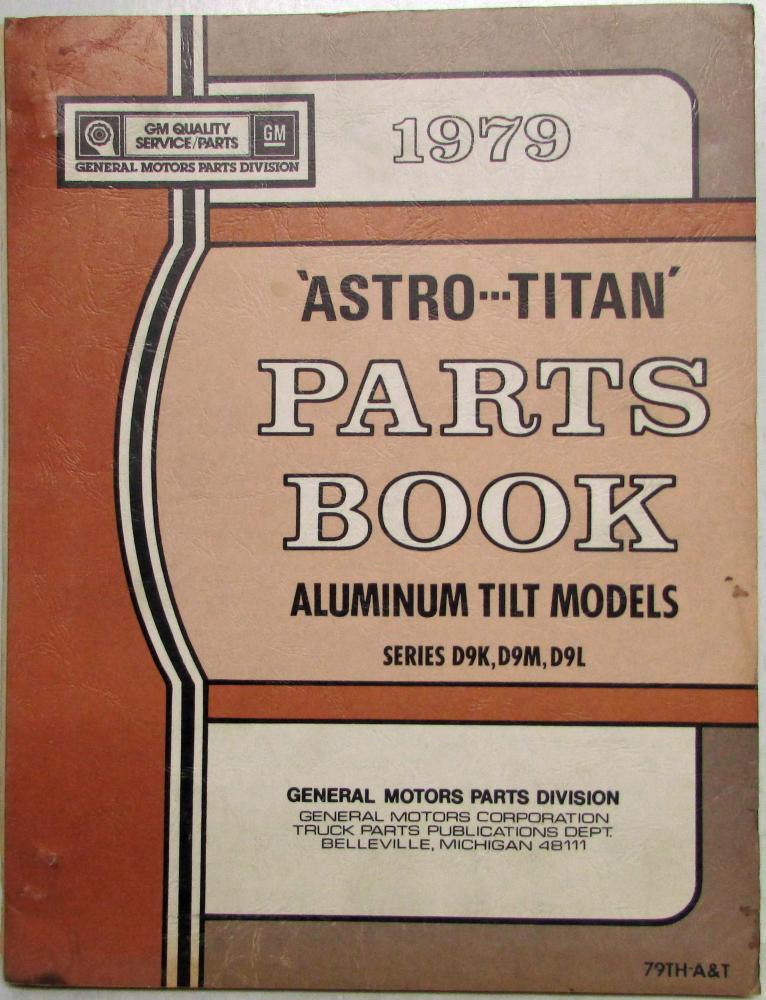 GM QUALITY
SERVICE/PARTS
GM
GENERAL MOTORS PARTS DIVISION
1979
'ASTRO···TITAN'
PARTS
BOOK
ALUMINUM TILT MODELS
SERIES D9K, D9M, D9L
GENERAL MOTORS PARTS DIVISION
GENERAL MOTORS CORPORATION
TRUCK PARTS PUBLICATIONS DEPT.
BELLEVILLE, MICHIGAN 48111
79TH-A&T